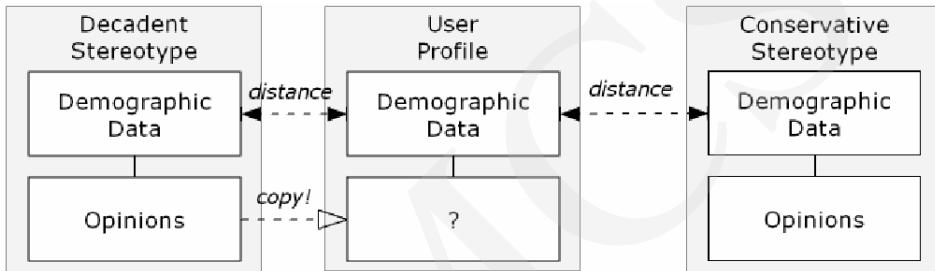 Decadent
Stereotype
User
Profile
Conservative
Stereotype
Demographic
Data
distance
Demographic
Data
distance
Demographic
Data
Opinions
copy!
?
Opinions